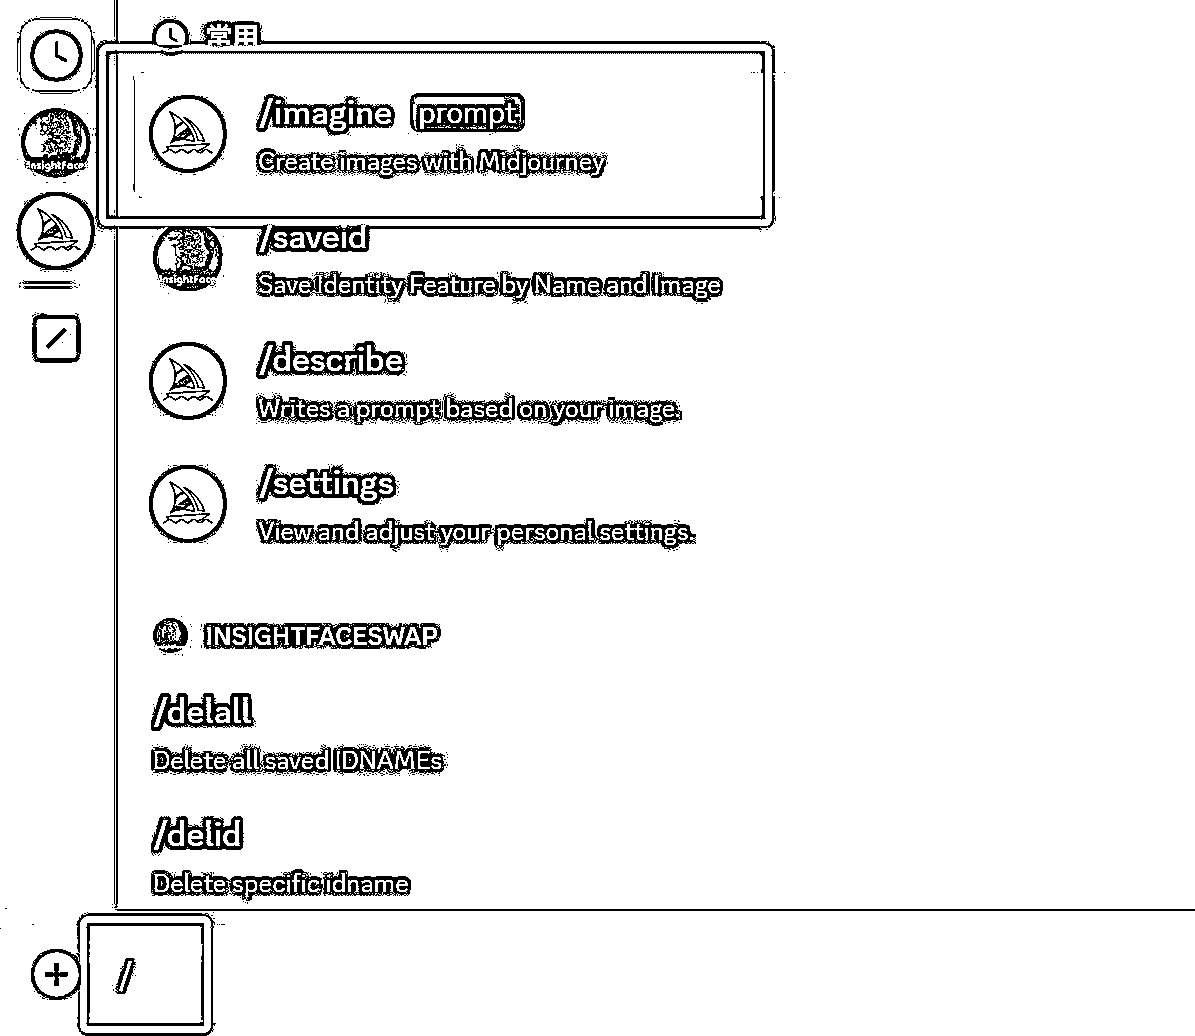 常用
/imagine prompt
Create images with Midjourney
InsightFace
/saveid
Save Identity Feature by Name and Image
InsightFace
/describe
Writes a prompt based on your image.
/settings
View and adjust your personal settings.
INSIGHTFACESWAP
/delall
Delete all saved IDNAMEs
/delid
Delete specific idname
/